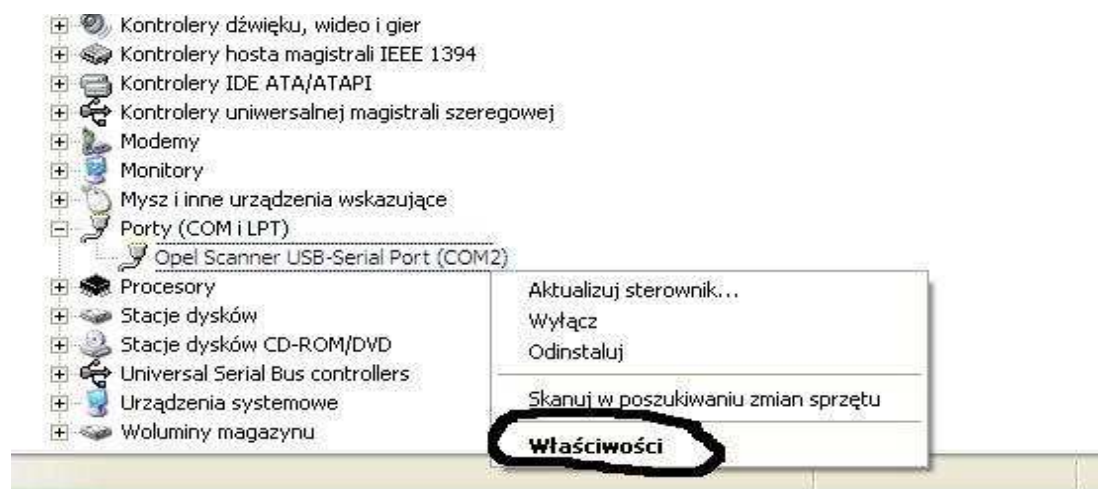 Kontrolery dźwięku, wideo i gier
Kontrolery hosta magistrali IEEE 1394
Kontrolery IDE ATA/ATAPI
Kontrolery uniwersalnej magistrali szeregowej
Modemy
Monitory
Mysz i inne urządzenia wskazujące
Porty (COM i LPT)
Opel Scanner USB-Serial Port (COM2)
Procesory
Stacje dysków
Stacje dysków CD-ROM/DVD
Universal Serial Bus controllers
Urządzenia systemowe
Woluminy magazynu
Aktualizuj sterownik...
Wyłącz
Odinstaluj
Skanuj w poszukiwaniu zmian sprzętu
Właściwości